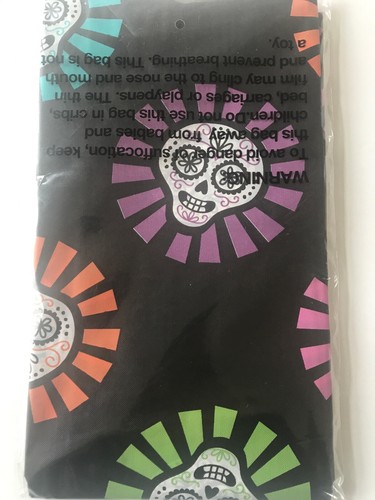 WARNING:
To avoid danger of suffocation, keep
this bag away from babies and
children.Do not use this bag in cribs,
bed, carriages or playpens. The thin
film may cling to the nose and mouth
and prevent breathing. This bag is not
a toy.